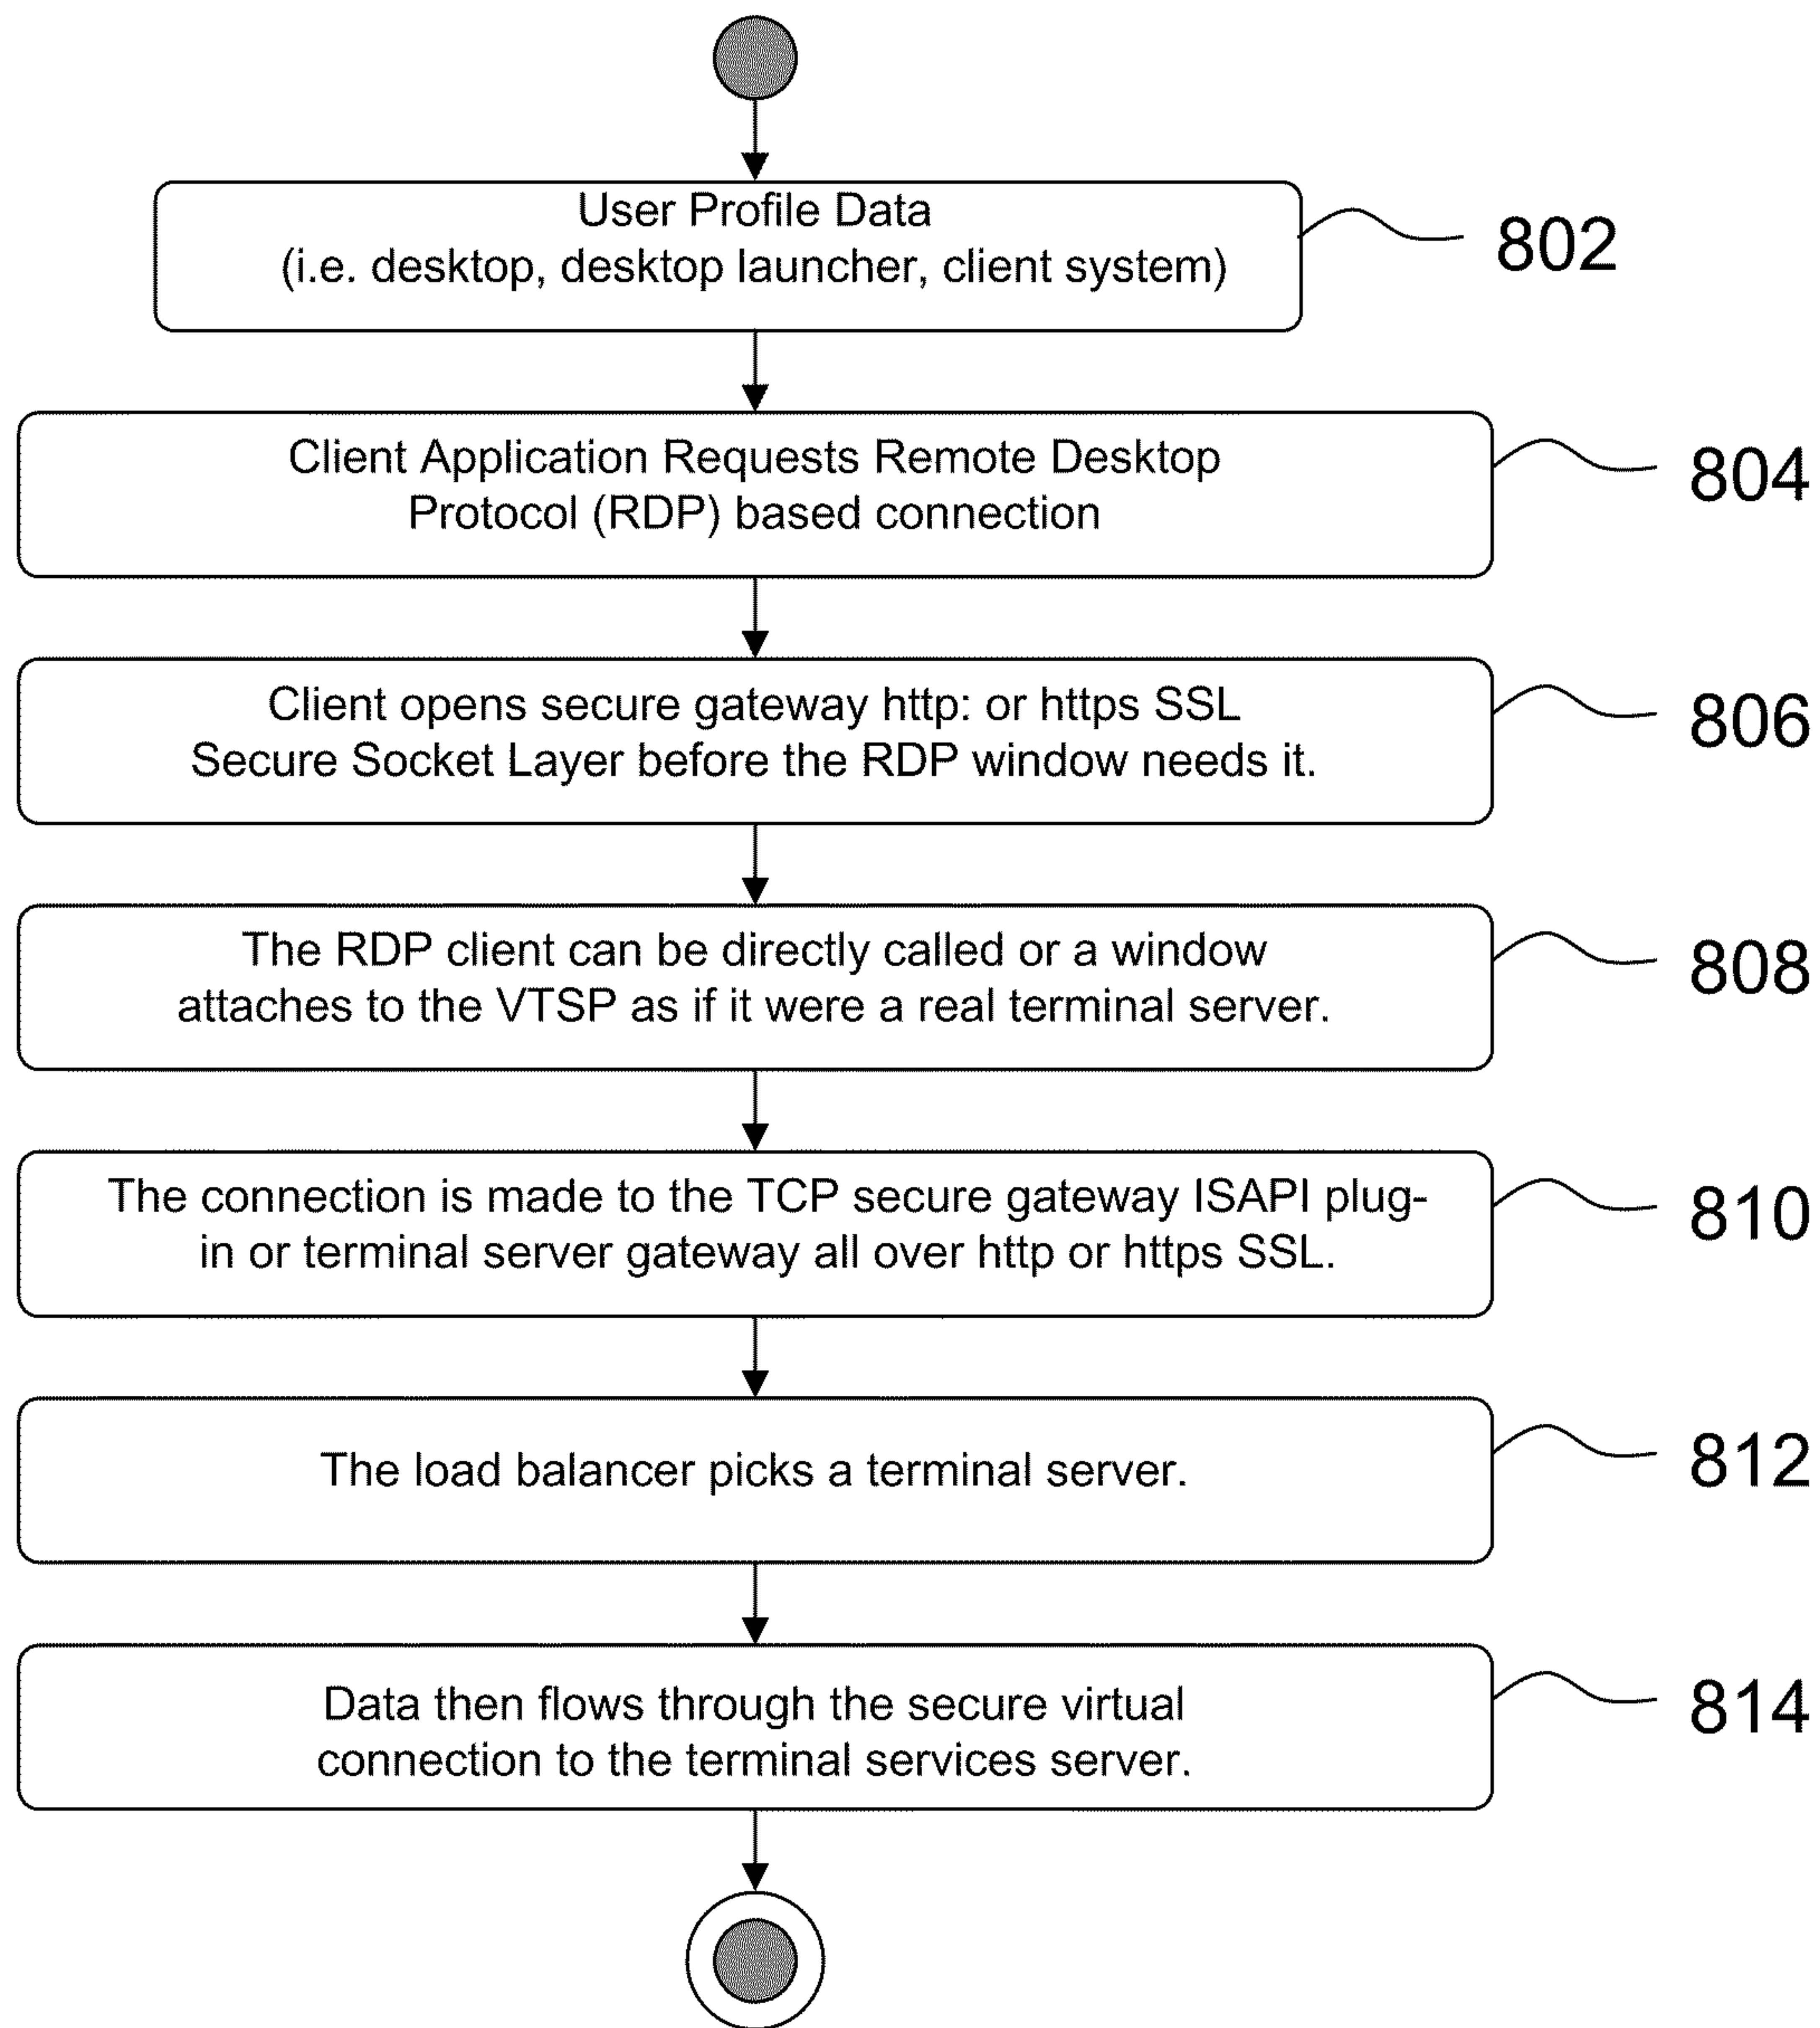 User Profile Data
(i.e. desktop, desktop launcher, client system)
802
Client Application Requests Remote Desktop
Protocol (RDP) based connection
804
Client opens secure gateway http: or https SSL
Secure Socket Layer before the RDP window needs it.
806
The RDP client can be directly called or a window
attaches to the VTSP as if it were a real terminal server.
808
The connection is made to the TCP secure gateway ISAPI plug-
in or terminal server gateway all over http or https SSL.
810
The load balancer picks a terminal server.
812
Data then flows through the secure virtual
connection to the terminal services server.
814